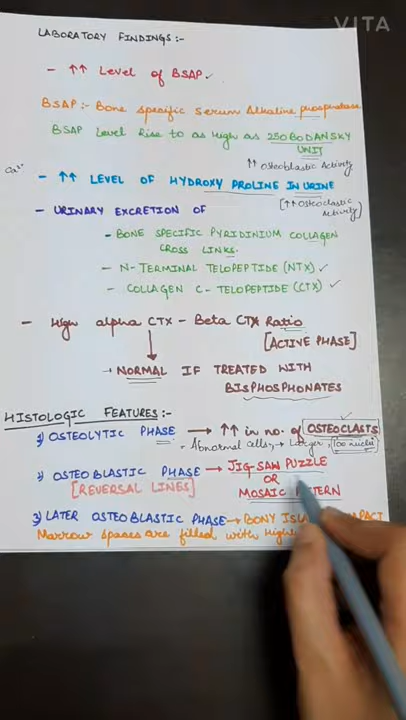 VITA
LABORATORY FINDINGS:-
- ↑↑ Level of BSAP ✓
BSAP:- Bone specific Serum Alkaline phosphatase
BSAP Level Rise to as High as 250 BODANSKY
UNIT
↑↑ Osteoblastic Activity
Ca²⁺
- ↑↑ LEVEL OF HYDROXY PROLINE IN URINE
[↑↑Osteoclastic
Activity]
- URINARY EXCRETION OF
- BONE SPECIFIC PYRIDINIUM COLLAGEN
CROSS LINKS.
- N-TERMINAL TELOPEPTIDE (NTX) ✓
- COLLAGEN C-TELOPEPTIDE (CTX) ✓
- High alpha CTX - Beta CTX Ratio
[ACTIVE PHASE]
- NORMAL IF TREATED WITH
BISPHOSPHONATES
HISTOLOGIC FEATURES:-
1) OSTEOLYTIC PHASE → ↑↑ in no. of OSTEOCLASTS
- Abnormal cells, → Larger, 100 nuclei
OSTEOBLASTIC PHASE → JIG-SAW PUZZLE
[REVERSAL LINES]
OR
MOSAIC
3) LATER OSTEOBLASTIC PHASE → BONY
Marrow spaces are filled with